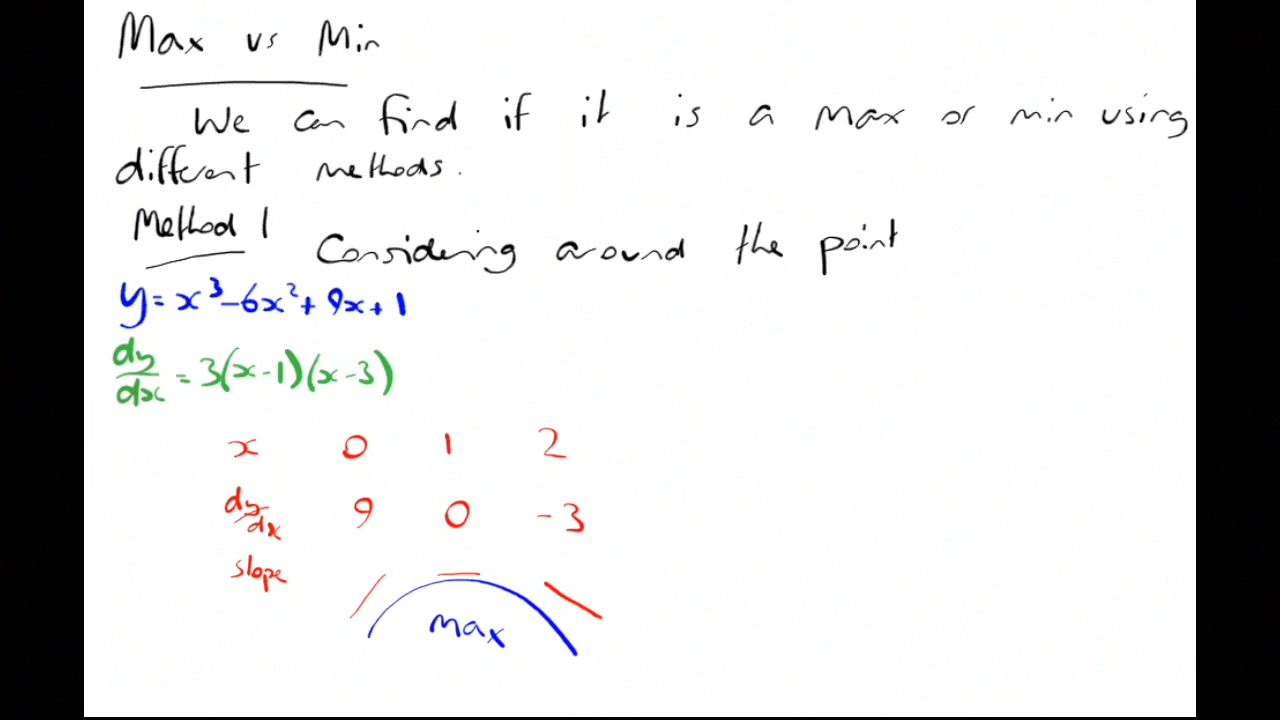 Max vs Min
We can find if it is a max or min using
different methods.
Method 1 Considering around the point
y = x³ - 6x² + 9x + 1
dy/dx = 3(x-1)(x-3)
x 0 1 2
dy/dx 9 0 -3
slope
max